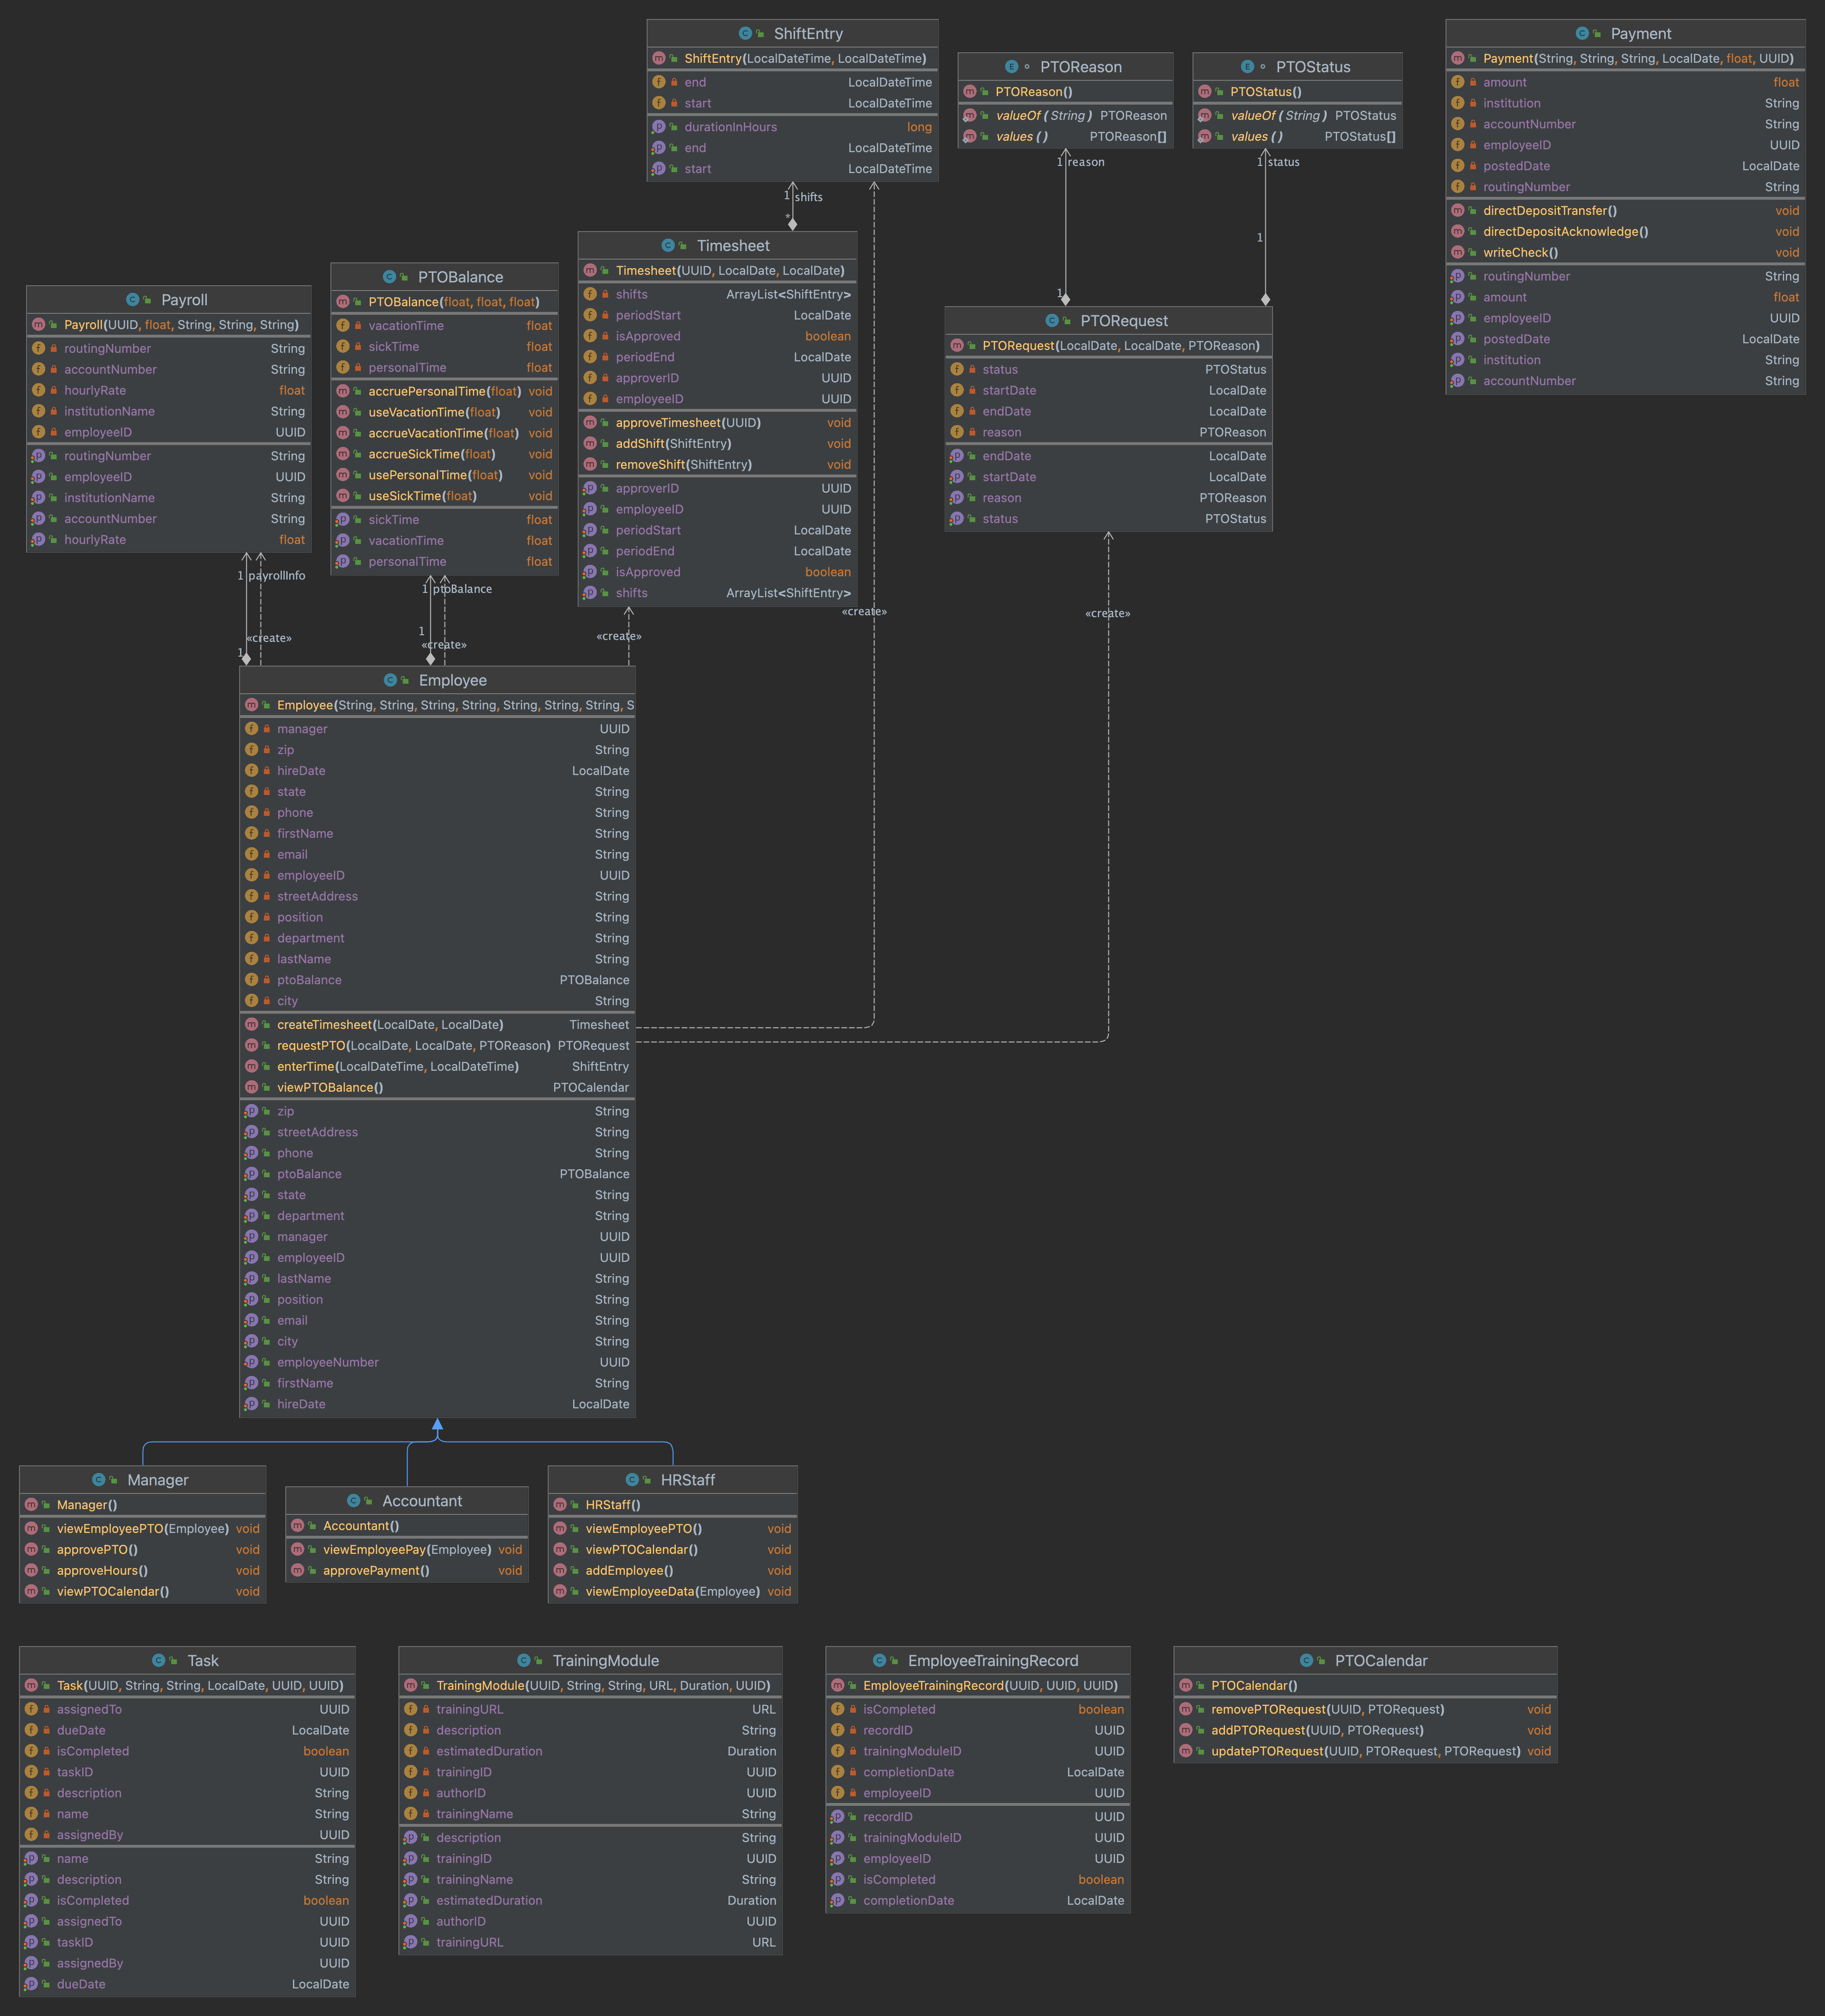 ShiftEntry
ShiftEntry(LocalDateTime, LocalDateTime)
end LocalDateTime
start LocalDateTime
durationInHours long
end LocalDateTime
start LocalDateTime
PTOReason
PTOReason()
valueOf (String) PTOReason
values () PTOReason[]
PTOStatus
PTOStatus()
valueOf (String) PTOStatus
values () PTOStatus[]
Payment
Payment(String, String, String, LocalDate, float, UUID)
amount float
institution String
accountNumber String
employeeID UUID
postedDate LocalDate
routingNumber String
directDepositTransfer() void
directDepositAcknowledge() void
writeCheck() void
routingNumber String
amount float
employeeID UUID
postedDate LocalDate
institution String
accountNumber String
1 reason
1 status
1 shifts
*
1
1
Timesheet
Timesheet(UUID, LocalDate, LocalDate)
shifts ArrayList<ShiftEntry>
periodStart LocalDate
isApproved boolean
periodEnd LocalDate
approverID UUID
employeeID UUID
approveTimesheet(UUID) void
addShift(ShiftEntry) void
removeShift(ShiftEntry) void
approverID UUID
employeeID UUID
periodStart LocalDate
periodEnd LocalDate
isApproved boolean
shifts ArrayList<ShiftEntry>
PTOBalance
PTOBalance(float, float, float)
vacationTime float
sickTime float
personalTime float
accruePersonalTime(float) void
useVacationTime(float) void
accrueVacationTime(float) void
accrueSickTime(float) void
usePersonalTime(float) void
useSickTime(float) void
sickTime float
vacationTime float
personalTime float
Payroll
Payroll(UUID, float, String, String, String)
routingNumber String
accountNumber String
hourlyRate float
institutionName String
employeeID UUID
routingNumber String
employeeID UUID
institutionName String
accountNumber String
hourlyRate float
PTORequest
PTORequest(LocalDate, LocalDate, PTOReason)
status PTOStatus
startDate LocalDate
endDate LocalDate
reason PTOReason
endDate LocalDate
startDate LocalDate
reason PTOReason
status PTOStatus
1 payrollInfo
1 ptoBalance
«create»
«create»
«create»
1
«create»
1
«create»
Employee
Employee(String, String, String, String, String, String, String, S
manager UUID
zip String
hireDate LocalDate
state String
phone String
firstName String
email String
employeeID UUID
streetAddress String
position String
department String
lastName String
ptoBalance PTOBalance
city String
createTimesheet(LocalDate, LocalDate) Timesheet
requestPTO(LocalDate, LocalDate, PTOReason) PTORequest
enterTime(LocalDateTime, LocalDateTime) ShiftEntry
viewPTOBalance() PTOCalendar
zip String
streetAddress String
phone String
ptoBalance PTOBalance
state String
department String
manager UUID
employeeID UUID
lastName String
position String
email String
city String
employeeNumber UUID
firstName String
hireDate LocalDate
Manager
Manager()
viewEmployeePTO(Employee) void
approvePTO() void
approveHours() void
viewPTOCalendar() void
Accountant
Accountant()
viewEmployeePay(Employee) void
approvePayment() void
HRStaff
HRStaff()
viewEmployeePTO() void
viewPTOCalendar() void
addEmployee() void
viewEmployeeData(Employee) void
Task
Task(UUID, String, String, LocalDate, UUID, UUID)
assignedTo UUID
dueDate LocalDate
isCompleted boolean
taskID UUID
description String
name String
assignedBy UUID
name String
description String
isCompleted boolean
assignedTo UUID
taskID UUID
assignedBy UUID
dueDate LocalDate
TrainingModule
TrainingModule(UUID, String, String, URL, Duration, UUID)
trainingURL URL
description String
estimatedDuration Duration
trainingID UUID
authorID UUID
trainingName String
description String
trainingID UUID
trainingName String
estimatedDuration Duration
authorID UUID
trainingURL URL
EmployeeTrainingRecord
EmployeeTrainingRecord(UUID, UUID, UUID)
isCompleted boolean
recordID UUID
trainingModuleID UUID
completionDate LocalDate
employeeID UUID
recordID UUID
trainingModuleID UUID
employeeID UUID
isCompleted boolean
completionDate LocalDate
PTOCalendar
PTOCalendar()
removePTORequest(UUID, PTORequest) void
addPTORequest(UUID, PTORequest) void
updatePTORequest(UUID, PTORequest, PTORequest) void